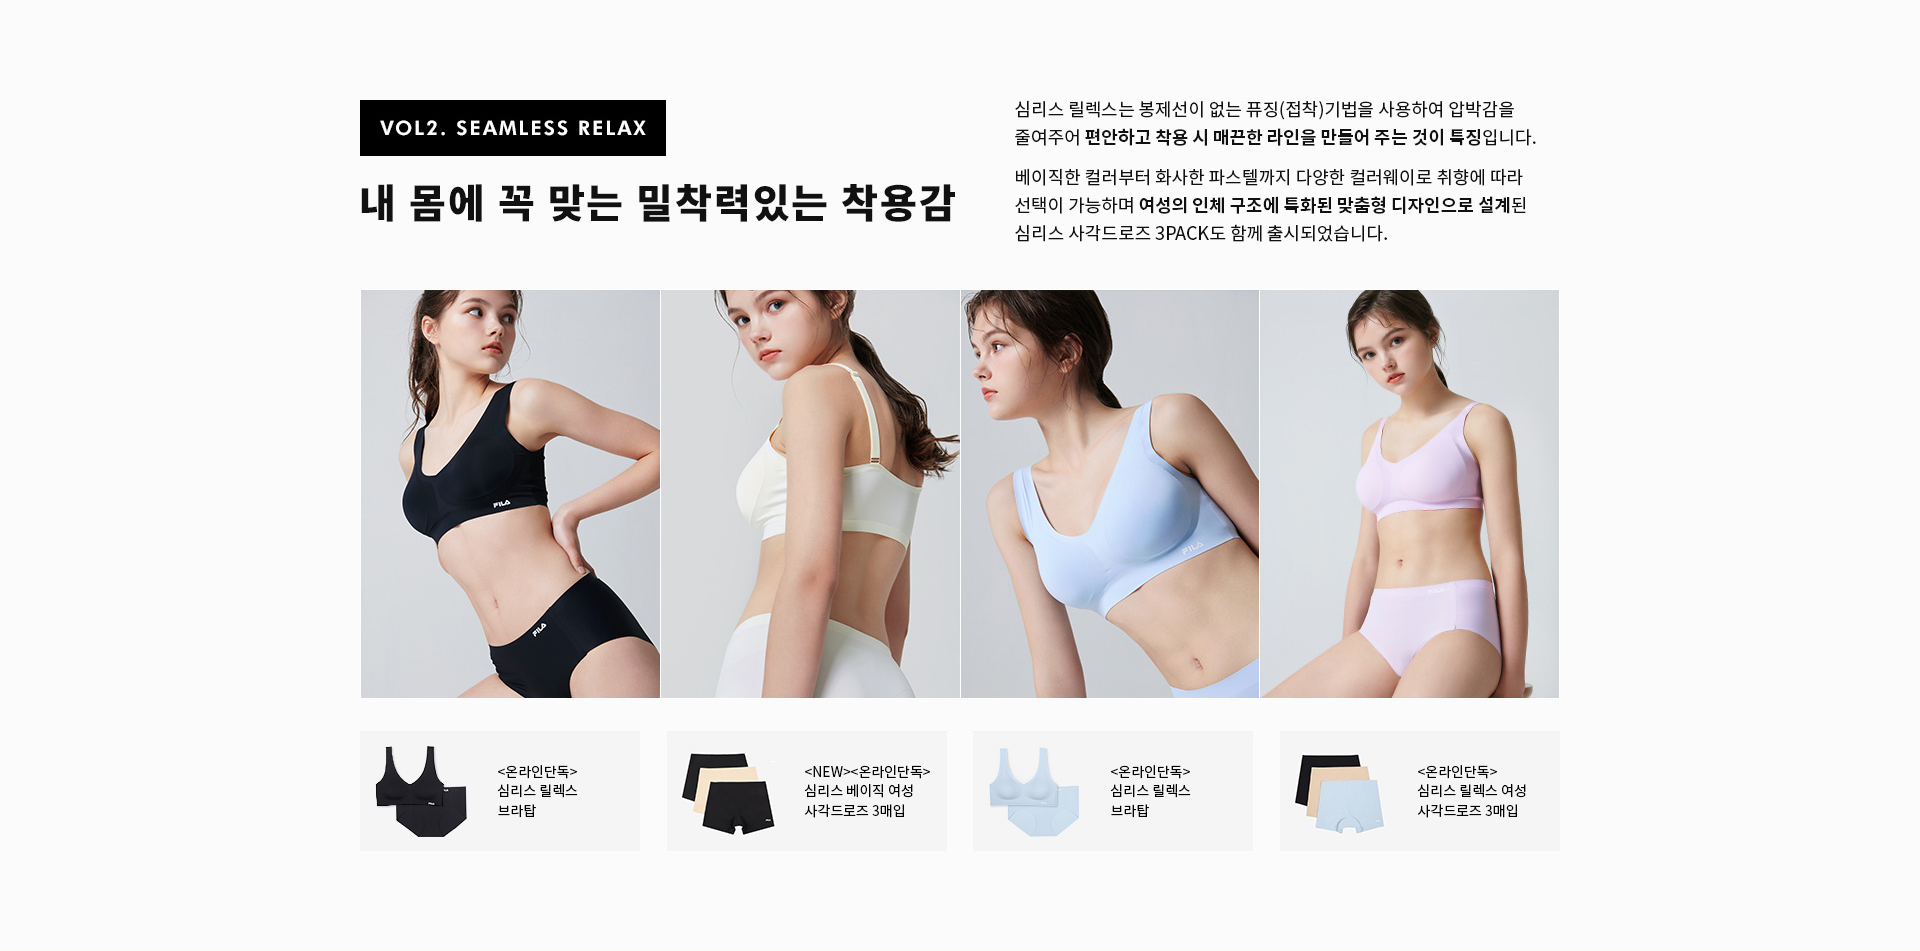 VOL2. SEAMLESS RELAX
내 몸에 꼭 맞는 밀착력있는 착용감
심리스 릴렉스는 봉제선이 없는 퓨징(접착)기법을 사용하여 압박감을
줄여주어 편안하고 착용 시 매끈한 라인을 만들어 주는 것이 특징입니다.
베이직한 컬러부터 화사한 파스텔까지 다양한 컬러웨이로 취향에 따라
선택이 가능하며 여성의 인체 구조에 특화된 맞춤형 디자인으로 설계된
심리스 사각드로즈 3PACK도 함께 출시되었습니다.
FILA
FILA
FILA
<온라인단독>
심리스 릴렉스
브라탑
<NEW><온라인단독>
심리스 베이직 여성
사각드로즈 3매입
<온라인단독>
심리스 릴렉스
브라탑
<온라인단독>
심리스 릴렉스 여성
사각드로즈 3매입